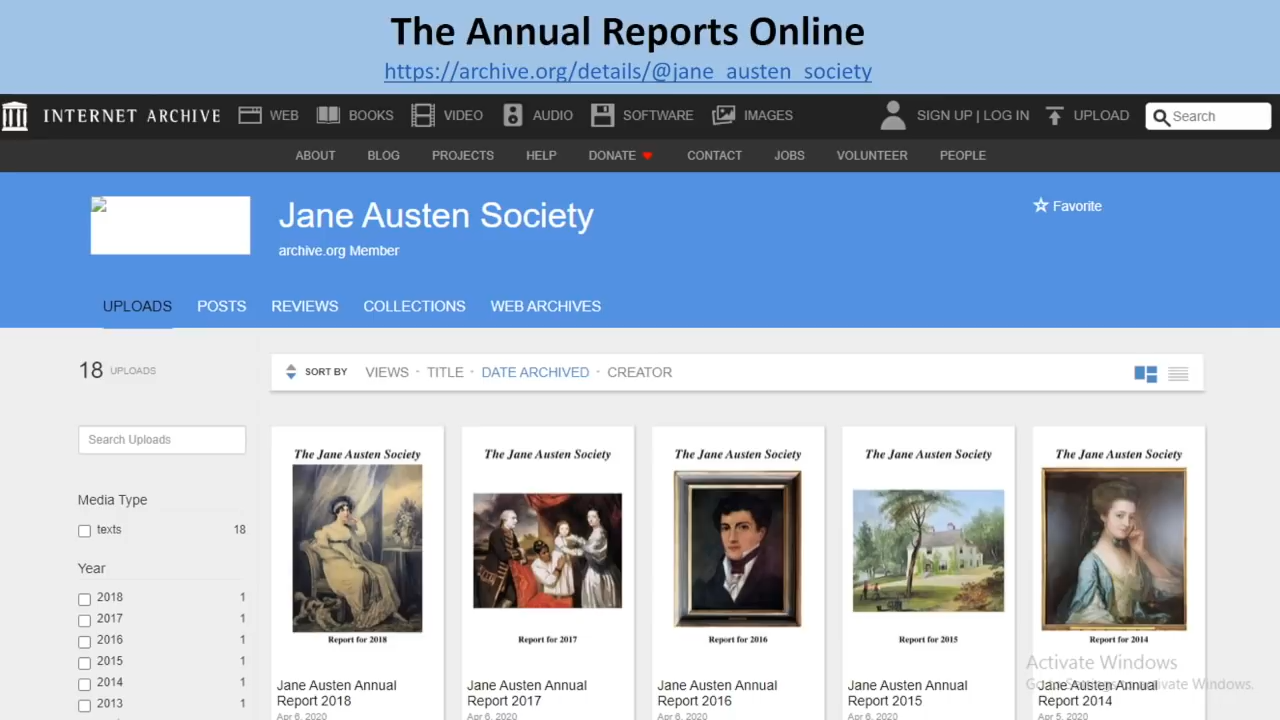 The Annual Reports Online
https://archive.org/details/@jane_austen_society
INTERNET ARCHIVE WEB BOOKS VIDEO AUDIO SOFTWARE IMAGES SIGN UP | LOG IN UPLOAD Search
ABOUT BLOG PROJECTS HELP DONATE CONTACT JOBS VOLUNTEER PEOPLE
Jane Austen Society
Favorite
archive.org Member
UPLOADS POSTS REVIEWS COLLECTIONS WEB ARCHIVES
18 UPLOADS
SORT BY VIEWS · TITLE · DATE ARCHIVED · CREATOR
Search Uploads
Media Type
texts 18
Year
2018 1
2017 1
2016 1
2015 1
2014 1
2013 1
The Jane Austen Society
Report for 2018
Jane Austen Annual
Report 2018
Apr 6, 2020
The Jane Austen Society
Report for 2017
Jane Austen Annual
Report 2017
Apr 6, 2020
The Jane Austen Society
Report for 2016
Jane Austen Annual
Report 2016
Apr 6, 2020
The Jane Austen Society
Report for 2015
Jane Austen Annual
Report 2015
Apr 6, 2020
The Jane Austen Society
Report for 2014
Jane Austen Annual
Report 2014
Apr 5, 2020
Activate Windows
Go to Settings to activate Windows.